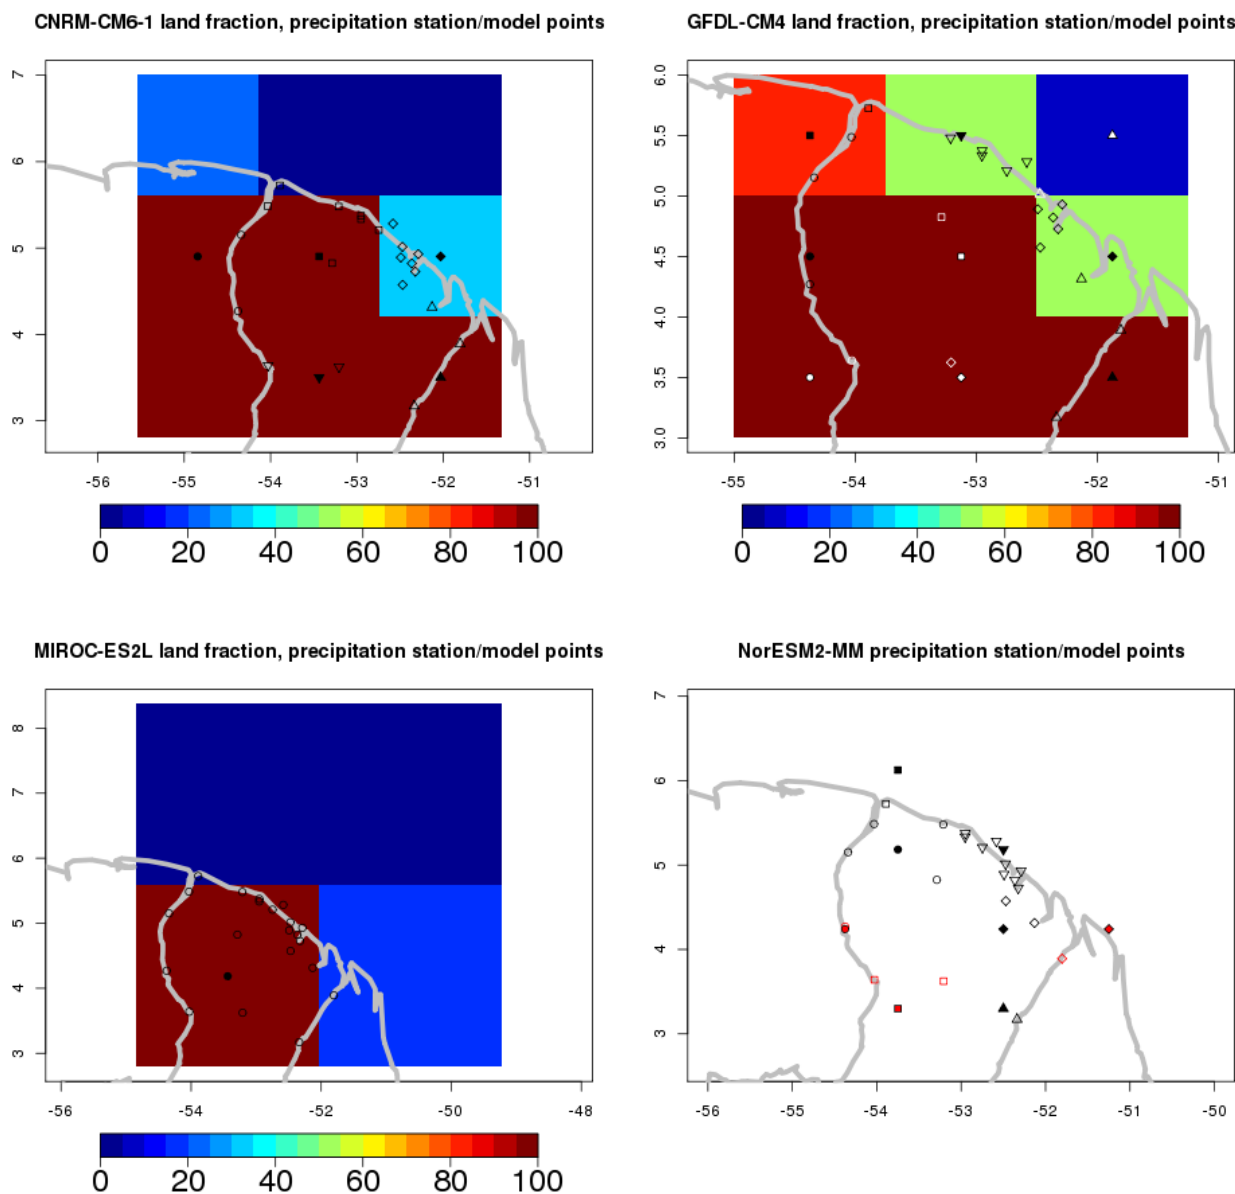 CNRM-CM6-1 land fraction, precipitation station/model points
7
6
5
4
3
-56 -55 -54 -53 -52 -51
0 20 40 60 80 100
GFDL-CM4 land fraction, precipitation station/model points
6.0
5.5
5.0
4.5
4.0
3.5
3.0
-55 -54 -53 -52 -51
0 20 40 60 80 100
MIROC-ES2L land fraction, precipitation station/model points
8
7
6
5
4
3
-56 -54 -52 -50 -48
0 20 40 60 80 100
NorESM2-MM precipitation station/model points
7
6
5
4
3
-56 -55 -54 -53 -52 -51 -50